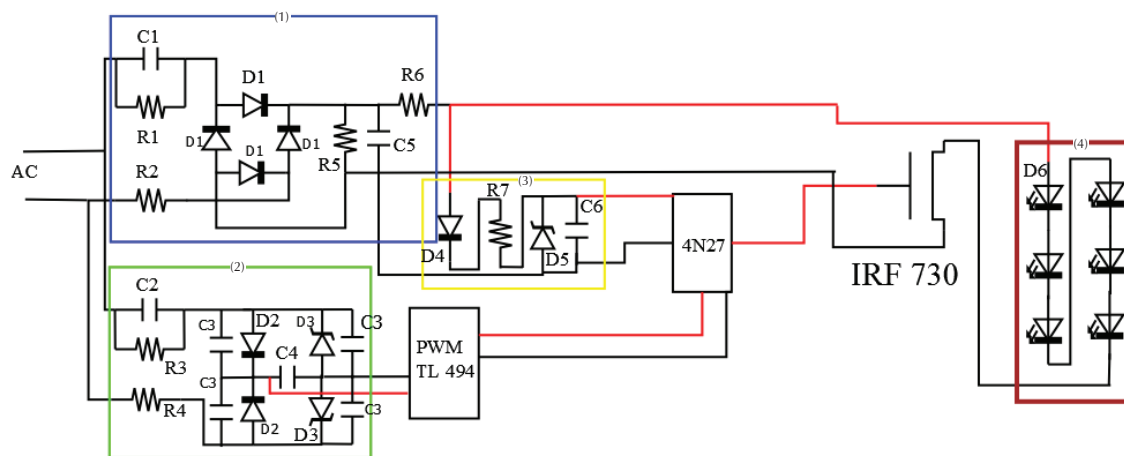 (1)
C1
R1
D1
D1
D1
D1
R5
C5
R6
AC
R2
(3)
R7
D4
D5
C6
4N27
IRF 730
(4)
D6
(2)
C2
R3
R4
C3
C3
C3
C3
D2
D2
C4
D3
D3
PWM
TL 494